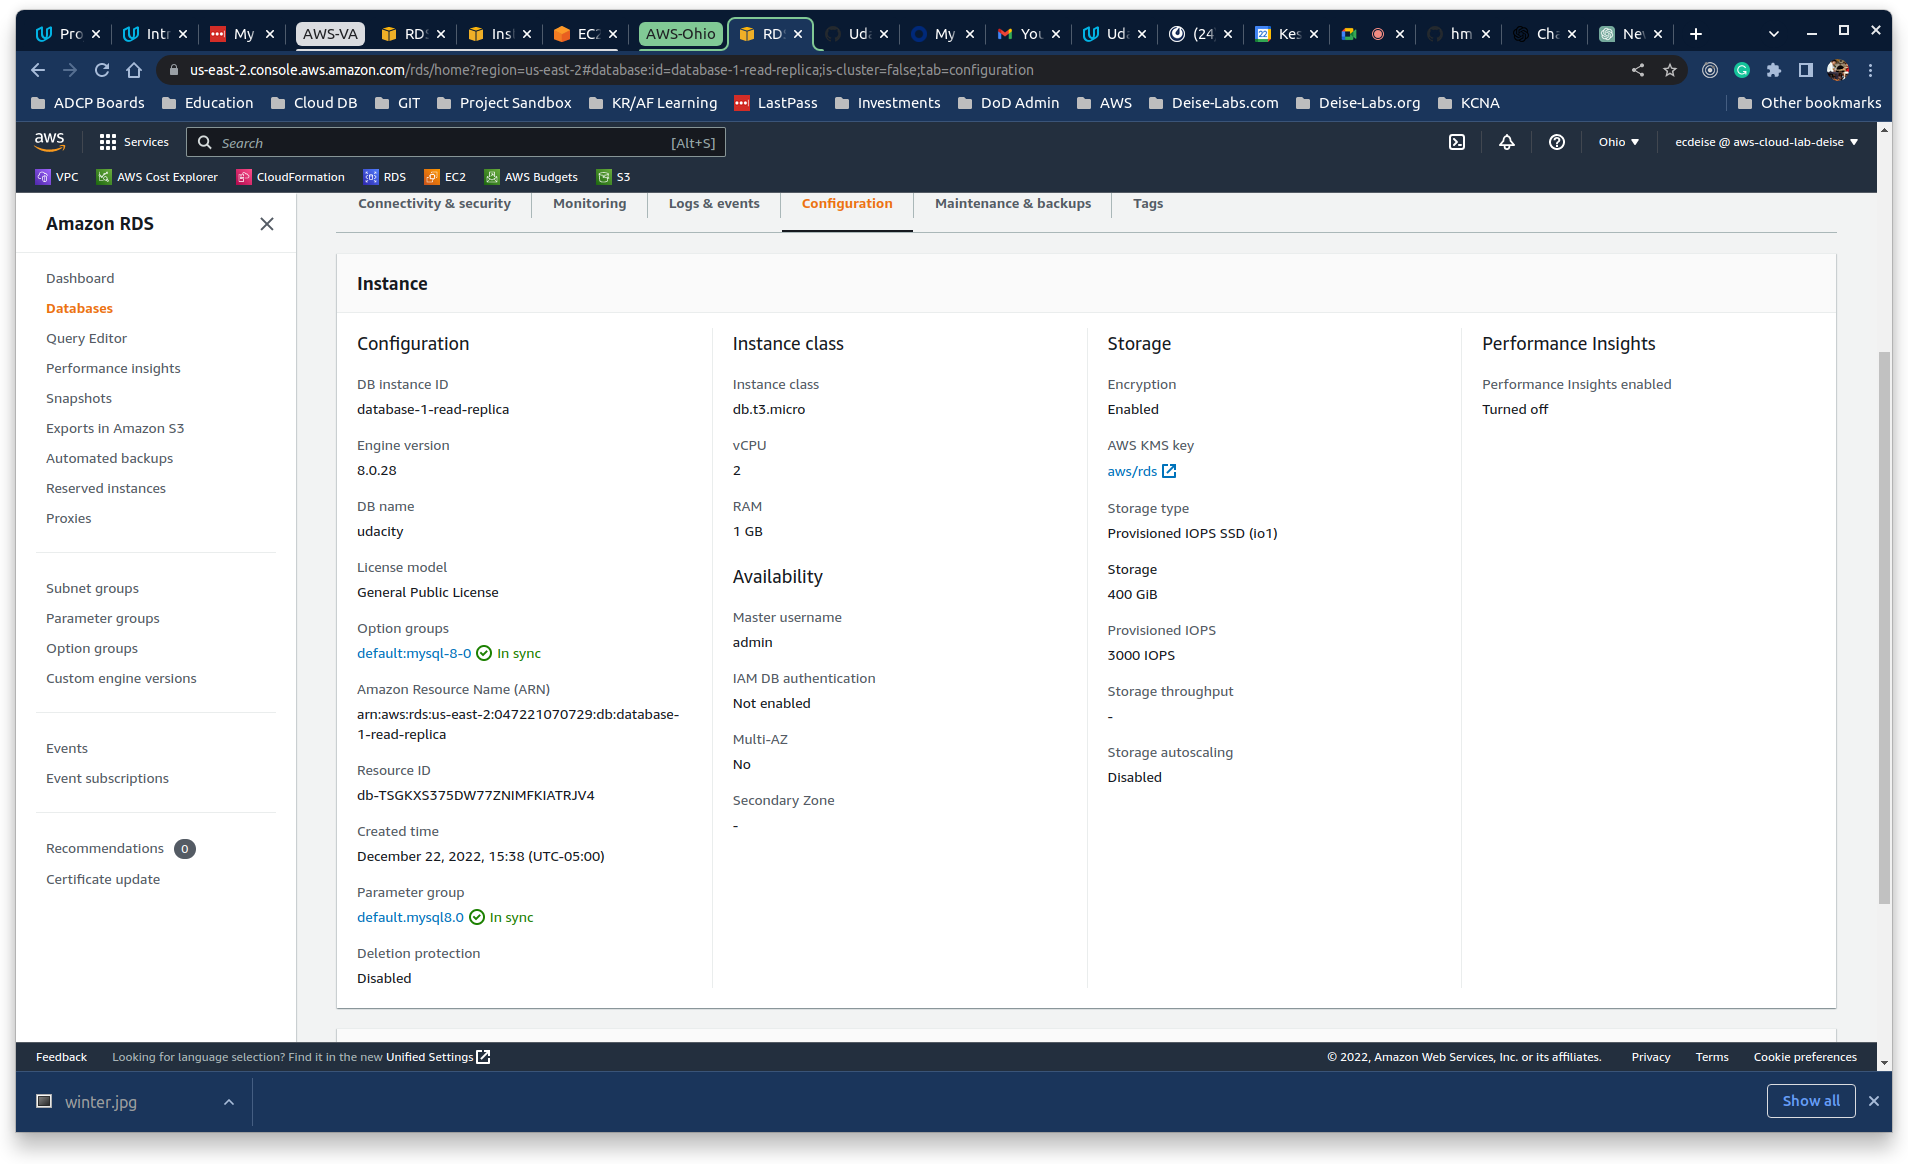 Pro
Intr
My
AWS-VA
RDS
Inst
EC2
AWS-Ohio
RDS
Uda
My
You
Uda
(24)
Kes
hm
Cha
Nev
us-east-2.console.aws.amazon.com/rds/home?region=us-east-2#database:id=database-1-read-replica;is-cluster=false;tab=configuration
ADCP Boards
Education
Cloud DB
GIT
Project Sandbox
KR/AF Learning
LastPass
Investments
DoD Admin
AWS
Deise-Labs.com
Deise-Labs.org
KCNA
Other bookmarks
aws
Services
Search
[Alt+S]
Ohio
ecdeise @ aws-cloud-lab-deise
VPC
AWS Cost Explorer
CloudFormation
RDS
EC2
AWS Budgets
S3
Amazon RDS
Dashboard
Databases
Query Editor
Performance insights
Snapshots
Exports in Amazon S3
Automated backups
Reserved instances
Proxies
Subnet groups
Parameter groups
Option groups
Custom engine versions
Events
Event subscriptions
Recommendations 0
Certificate update
Connectivity & security
Monitoring
Logs & events
Configuration
Maintenance & backups
Tags
Instance
Configuration
DB instance ID
database-1-read-replica
Engine version
8.0.28
DB name
udacity
License model
General Public License
Option groups
default:mysql-8-0 In sync
Amazon Resource Name (ARN)
arn:aws:rds:us-east-2:047221070729:db:database-
1-read-replica
Resource ID
db-TSGKXS375DW77ZNIMFKIATRJV4
Created time
December 22, 2022, 15:38 (UTC-05:00)
Parameter group
default.mysql8.0 In sync
Deletion protection
Disabled
Instance class
Instance class
db.t3.micro
vCPU
2
RAM
1 GB
Availability
Master username
admin
IAM DB authentication
Not enabled
Multi-AZ
No
Secondary Zone
-
Storage
Encryption
Enabled
AWS KMS key
aws/rds
Storage type
Provisioned IOPS SSD (io1)
Storage
400 GiB
Provisioned IOPS
3000 IOPS
Storage throughput
-
Storage autoscaling
Disabled
Performance Insights
Performance Insights enabled
Turned off
Feedback
Looking for language selection? Find it in the new Unified Settings
© 2022, Amazon Web Services, Inc. or its affiliates.
Privacy
Terms
Cookie preferences
winter.jpg
Show all